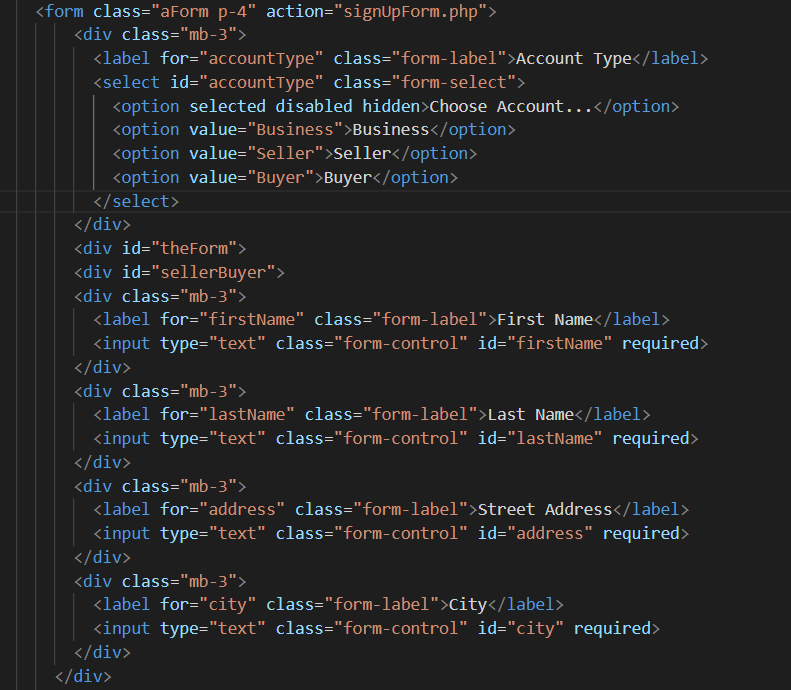 <form class="aForm p-4" action="signUpForm.php">
<div class="mb-3">
<label for="accountType" class="form-label">Account Type</label>
<select id="accountType" class="form-select">
<option selected disabled hidden>Choose Account...</option>
<option value="Business">Business</option>
<option value="Seller">Seller</option>
<option value="Buyer">Buyer</option>
</select>
</div>
<div id="theForm">
<div id="sellerBuyer">
<div class="mb-3">
<label for="firstName" class="form-label">First Name</label>
<input type="text" class="form-control" id="firstName" required>
</div>
<div class="mb-3">
<label for="lastName" class="form-label">Last Name</label>
<input type="text" class="form-control" id="lastName" required>
</div>
<div class="mb-3">
<label for="address" class="form-label">Street Address</label>
<input type="text" class="form-control" id="address" required>
</div>
<div class="mb-3">
<label for="city" class="form-label">City</label>
<input type="text" class="form-control" id="city" required>
</div>
</div>